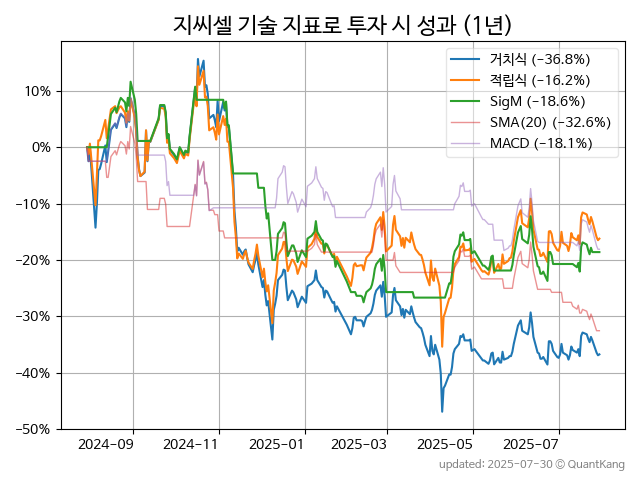 지씨셀 기술 지표로 투자 시 성과 (1년)
거치식 (−36.8%)
적립식 (−16.2%)
SigM (−18.6%)
SMA(20) (−32.6%)
MACD (−18.1%)
10%
0%
−10%
−20%
−30%
−40%
−50%
2024-09 2024-11 2025-01 2025-03 2025-05 2025-07
updated: 2025-07-30 © QuantKang